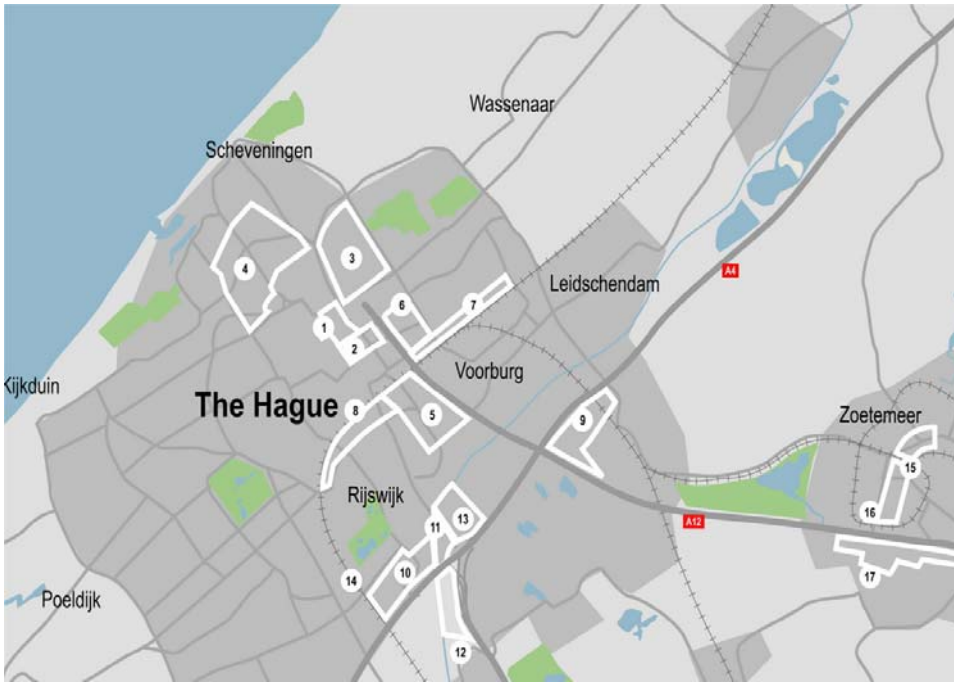 Wassenaar
Scheveningen
3
4
A4
Leidschendam
7
6
1
2
Voorburg
Kijkduin
The Hague
8
5
9
Zoetemeer
15
Rijswijk
16
11
13
A12
10
14
17
Poeldijk
12